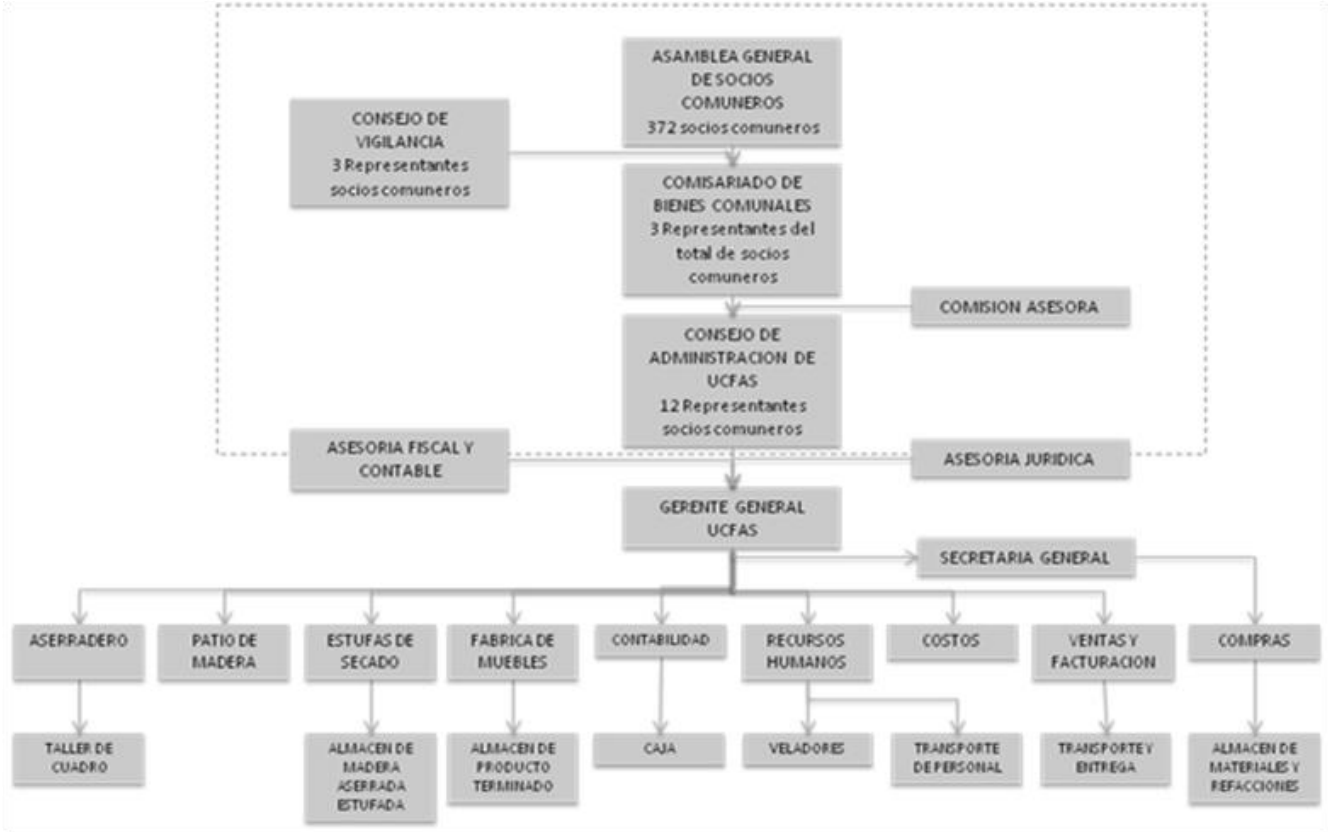 ASAMBLEA GENERAL
DE SOCIOS
COMUNEROS
372 socios comuneros
CONSEJO DE
VIGILANCIA
3 Representantes
socios comuneros
COMISARIADO DE
BIENES COMUNALES
3 Representantes del
total de socios
comuneros
COMISION ASESORA
CONSEJO DE
ADMINISTRACION DE
UCFAS
12 Representantes
socios comuneros
ASESORIA FISCAL Y
CONTABLE
ASESORIA JURIDICA
GERENTE GENERAL
UCFAS
SECRETARIA GENERAL
ASERRADERO
PATIO DE
MADERA
ESTUFAS DE
SECADO
FABRICA DE
MUEBLES
CONTABILIDAD
RECURSOS
HUMANOS
COSTOS
VENTAS Y
FACTURACION
COMPRAS
TALLER DE
CUADRO
ALMACEN DE
MADERA
ASERRADA
ESTUFADA
ALMACEN DE
PRODUCTO
TERMINADO
CAJA
VELADORES
TRANSPORTE
DE PERSONAL
TRANSPORTE Y
ENTREGA
ALMACEN DE
MATERIALES Y
REFACCIONES